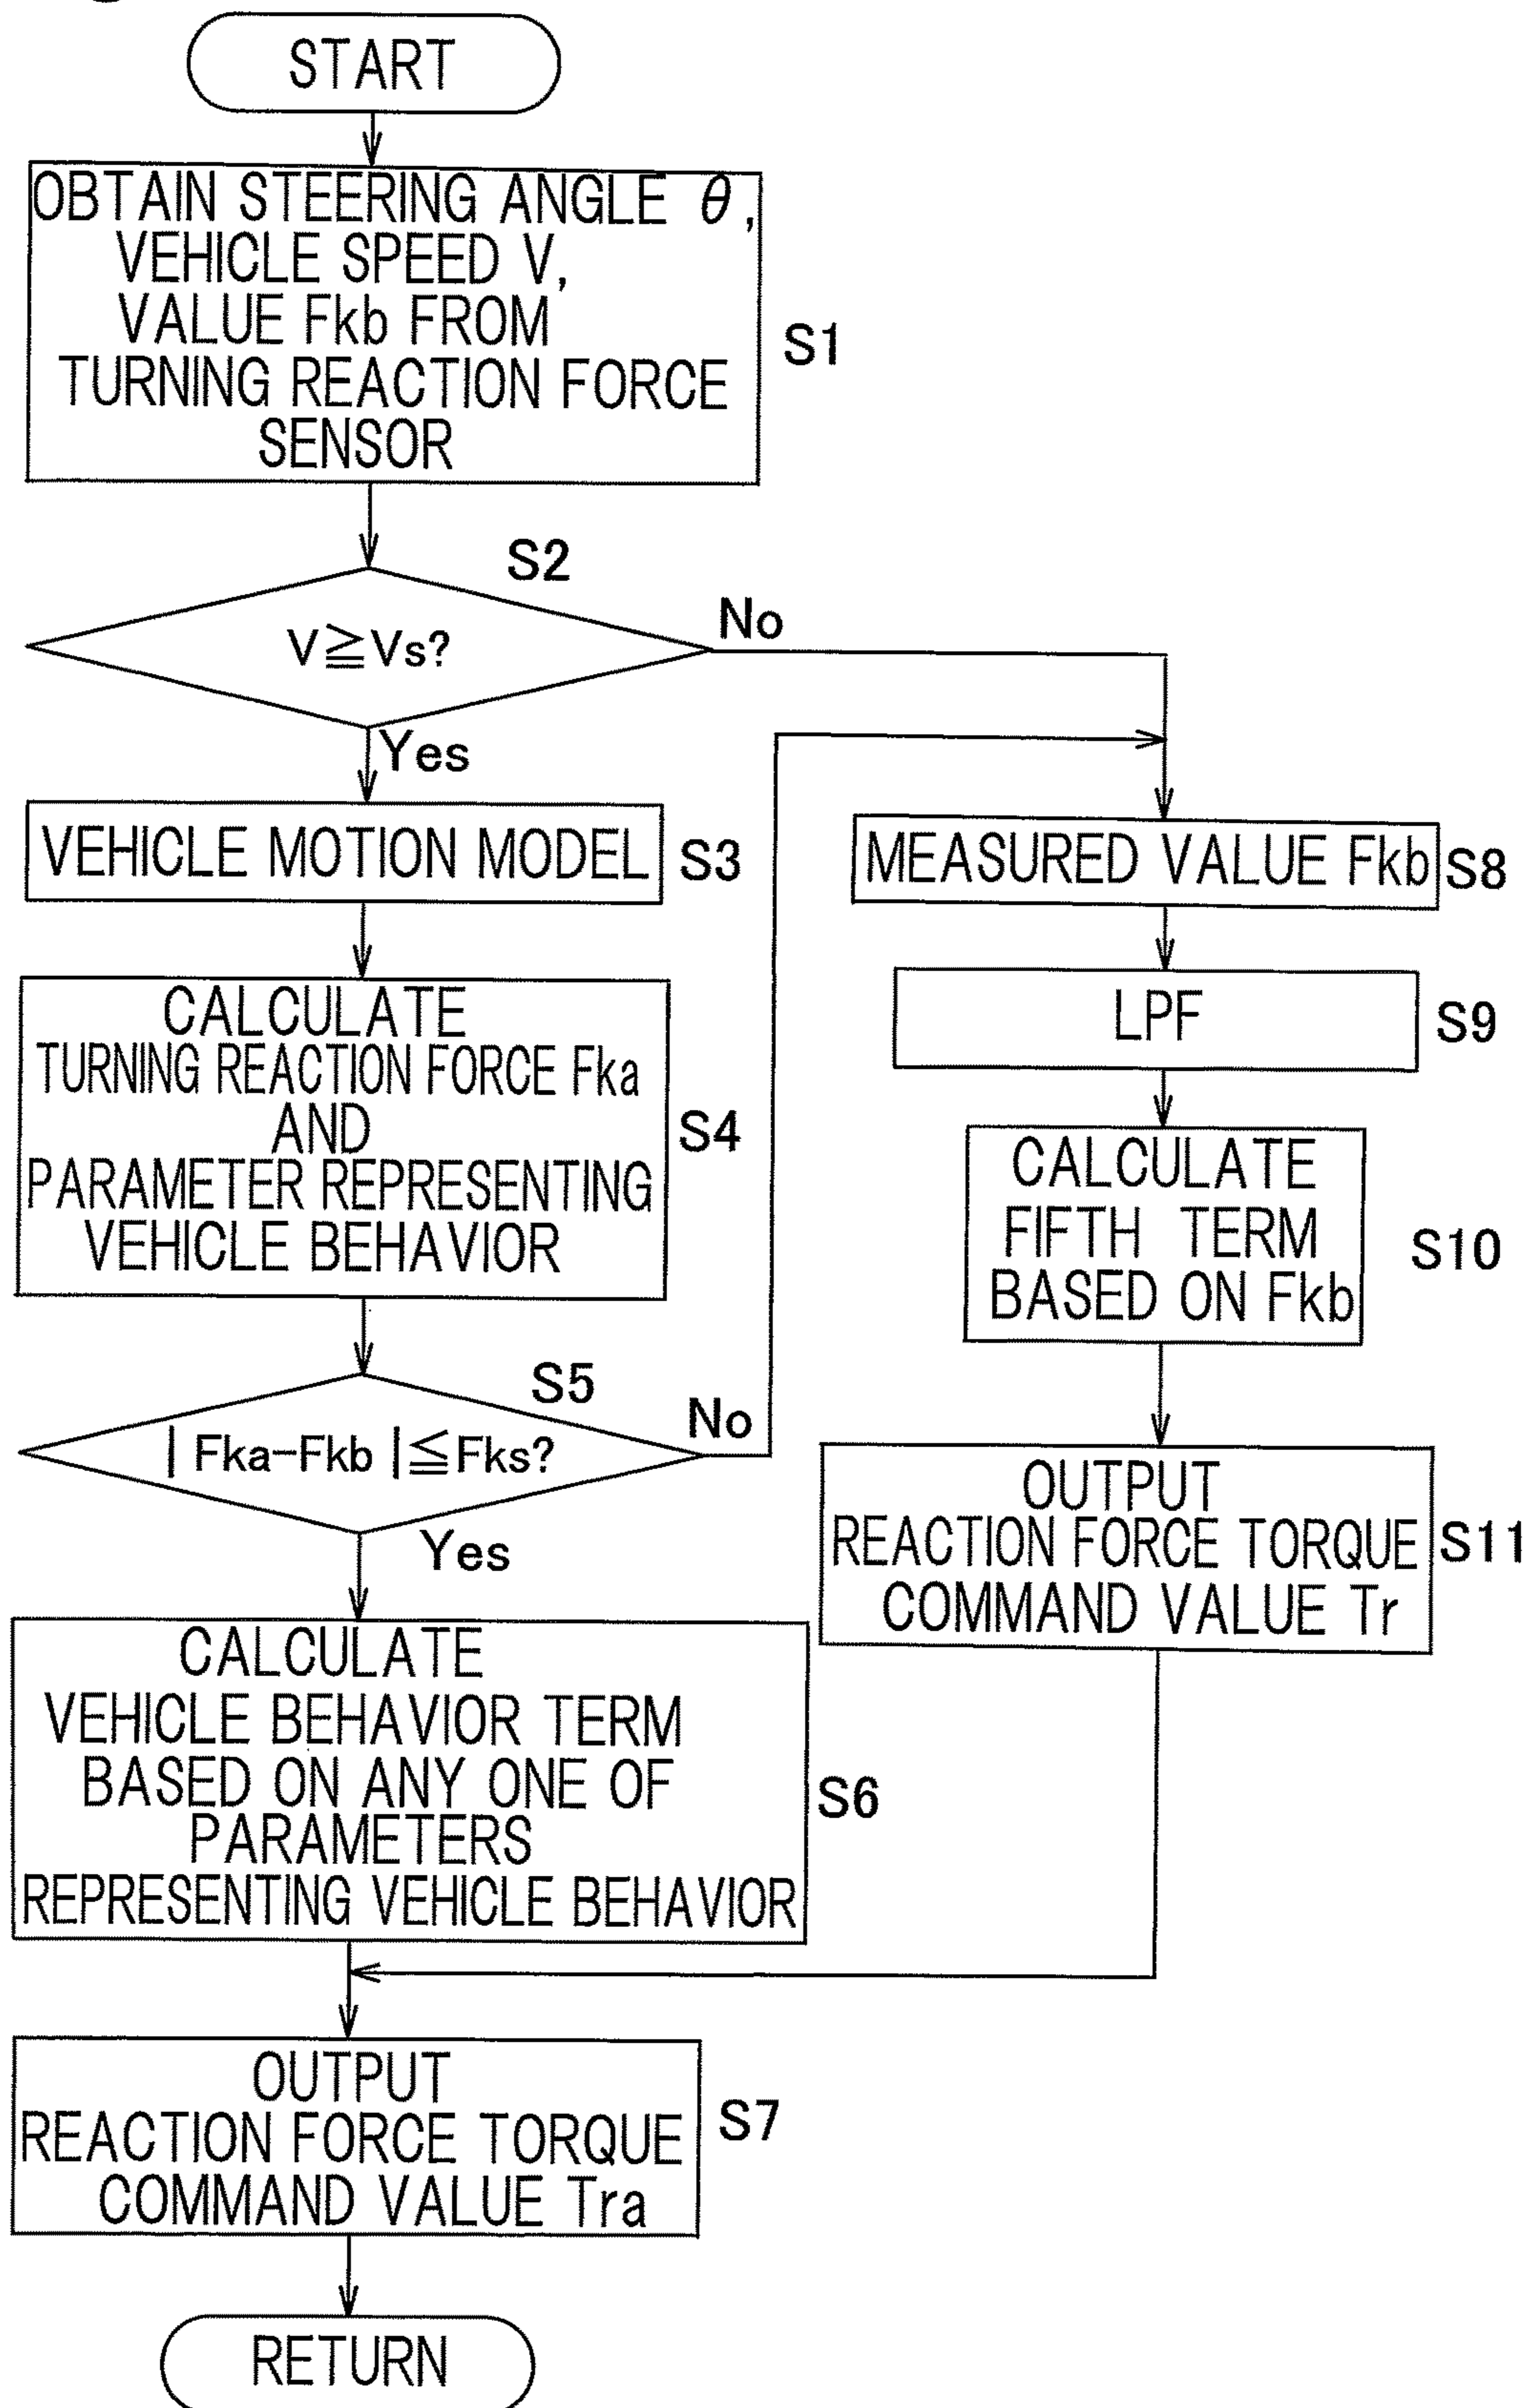 START
OBTAIN STEERING ANGLE θ,
VEHICLE SPEED V,
VALUE Fkb FROM
TURNING REACTION FORCE
SENSOR
S1
S2
V≧Vs?
No
Yes
VEHICLE MOTION MODEL
S3
CALCULATE
TURNING REACTION FORCE Fka
AND
PARAMETER REPRESENTING
VEHICLE BEHAVIOR
S4
S5
| Fka-Fkb |≦Fks?
No
Yes
CALCULATE
VEHICLE BEHAVIOR TERM
BASED ON ANY ONE OF
PARAMETERS
REPRESENTING VEHICLE BEHAVIOR
S6
MEASURED VALUE Fkb
S8
LPF
S9
CALCULATE
FIFTH TERM
BASED ON Fkb
S10
OUTPUT
REACTION FORCE TORQUE
COMMAND VALUE Tr
S11
OUTPUT
REACTION FORCE TORQUE
COMMAND VALUE Tra
S7
RETURN